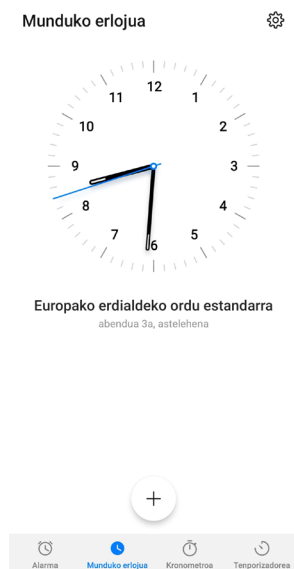 Munduko erlojua
12
11 1
10 2
9 3
8 4
7 5
6
Europako erdialdeko ordu estandarra
abendua 3a, astelehena
Alarma Munduko erlojua Kronometroa Tenporizadorea